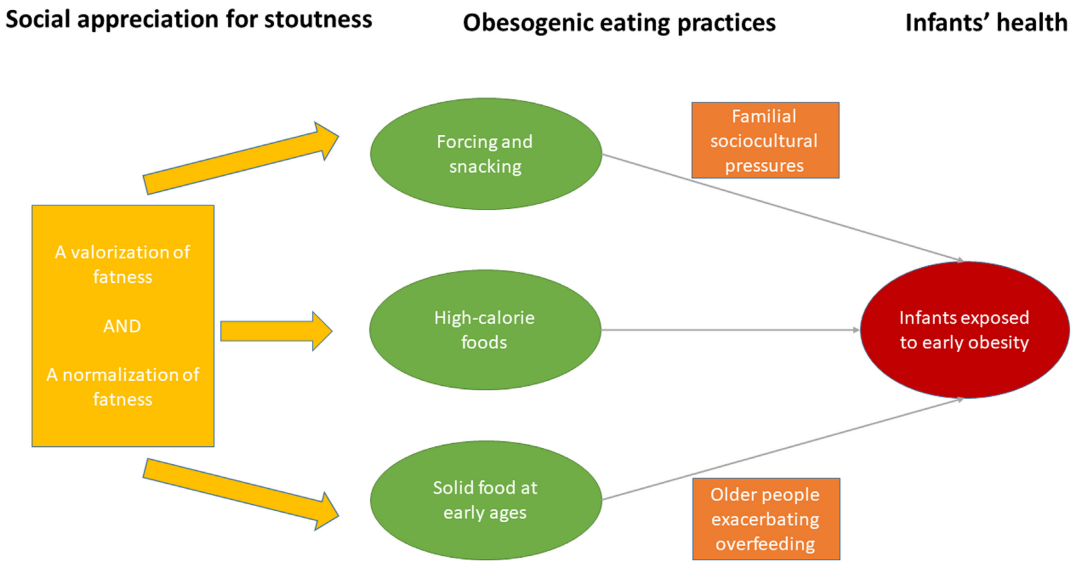 Social appreciation for stoutness
Obesogenic eating practices
Infants’ health
A valorization of
fatness
AND
A normalization of
fatness
Forcing and
snacking
High-calorie
foods
Solid food at
early ages
Familial
sociocultural
pressures
Older people
exacerbating
overfeeding
Infants exposed
to early obesity